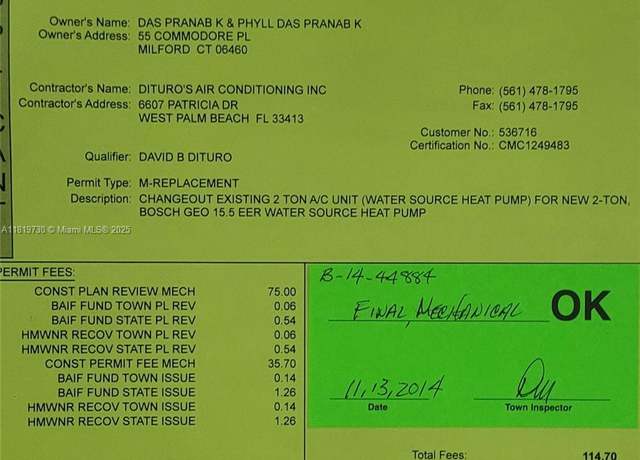 Owner's Name: DAS PRANAB K & PHYLL DAS PRANAB K
Owner's Address: 55 COMMODORE PL
MILFORD CT 06460
Contractor's Name: DITURO'S AIR CONDITIONING INC
Phone: (561) 478-1795
Contractor's Address: 6607 PATRICIA DR
Fax: (561) 478-1795
WEST PALM BEACH FL 33413
Customer No.: 536716
Certification No.: CMC1249483
Qualifier: DAVID B DITURO
Permit Type: M-REPLACEMENT
Description: CHANGEOUT EXISTING 2 TON A/C UNIT (WATER SOURCE HEAT PUMP) FOR NEW 2-TON,
BOSCH GEO 15.5 EER WATER SOURCE HEAT PUMP
A11819730 © Miami MLS® 2025
PERMIT FEES:
CONST PLAN REVIEW MECH 75.00
BAIF FUND TOWN PL REV 0.06
BAIF FUND STATE PL REV 0.54
HMWNR RECOV TOWN PL REV 0.06
HMWNR RECOV STATE PL REV 0.54
CONST PERMIT FEE MECH 35.70
BAIF FUND TOWN ISSUE 0.14
BAIF FUND STATE ISSUE 1.26
HMWNR RECOV TOWN ISSUE 0.14
HMWNR RECOV STATE ISSUE 1.26
B-14-44884
FINAL, MECHANICAL OK
11,13,2014
Date
Town Inspector
Total Fees: 114.70